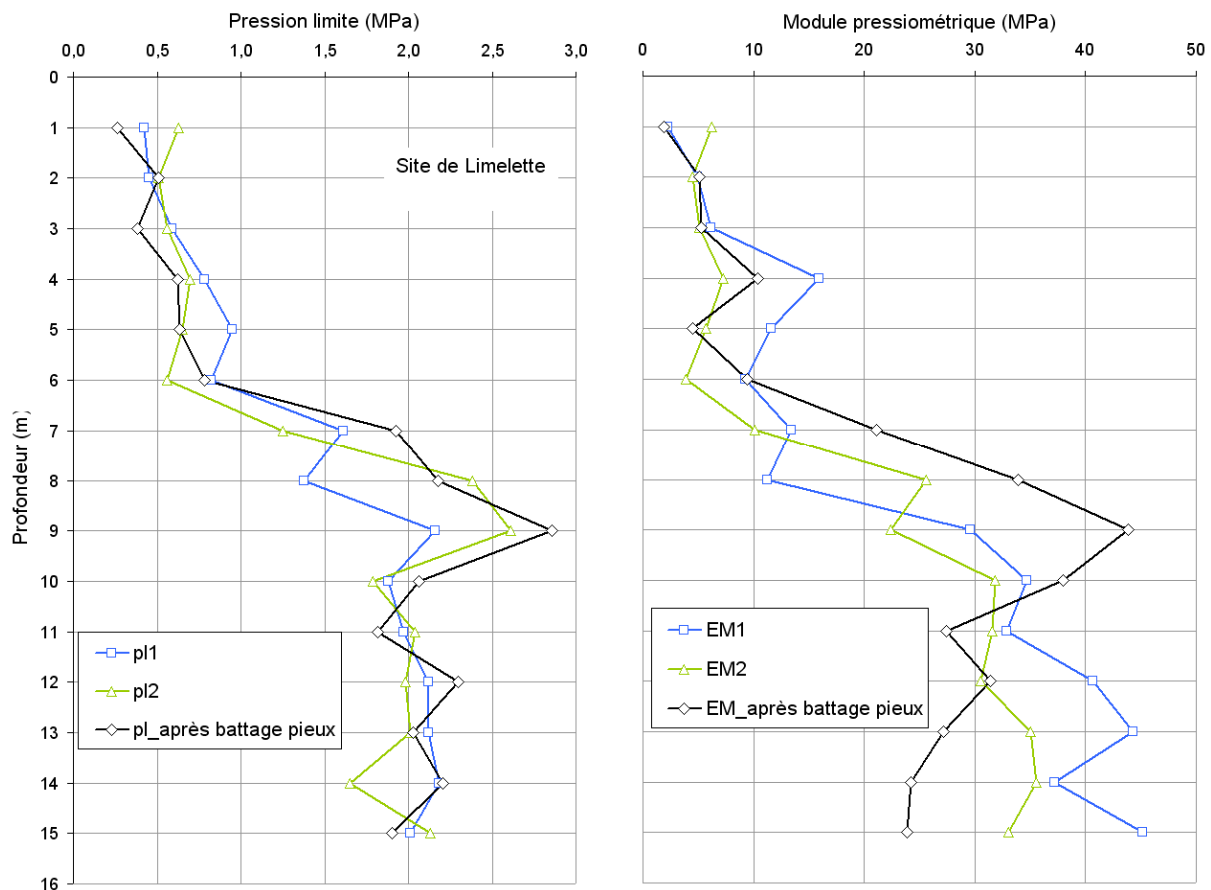 Pression limite (MPa)
0,0 0,5 1,0 1,5 2,0 2,5 3,0
0
1
2
3
4
5
6
7
8
9
10
11
12
13
14
15
16
Profondeur (m)
Site de Limelette
pl1
pl2
pl_après battage pieux
Module pressiométrique (MPa)
0 10 20 30 40 50
EM1
EM2
EM_après battage pieux